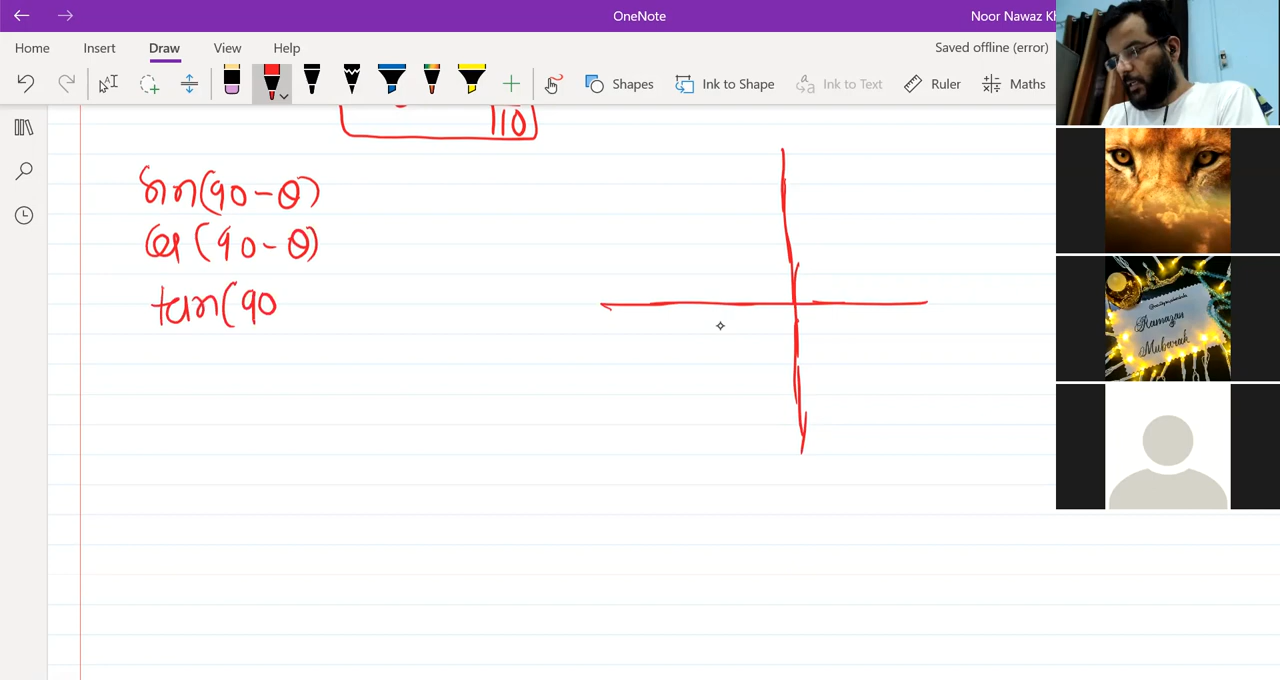 OneNote
Noor Nawaz Kh
Home Insert Draw View Help
Saved offline (error)
Shapes Ink to Shape Ink to Text Ruler Maths
110
sin(90-θ)
Cos(90-θ)
tan(90
Ramazan
Mubarak